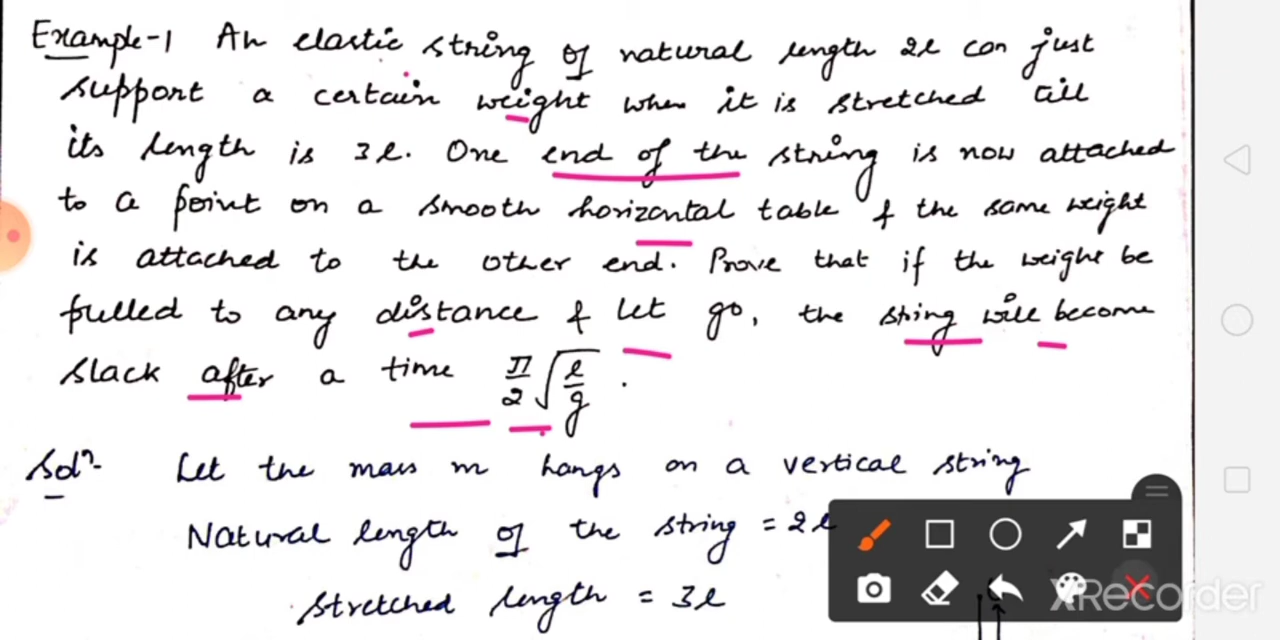 Example-1 An elastic string of natural length 2l can just
support a certain weight when it is stretched till
its length is 3l. One end of the string is now attached
to a point on a smooth horizontal table & the same weight
is attached to the other end. Prove that if the weight be
pulled to any distance & let go, the string will become
slack after a time π/2 √(l/g) .
Solⁿ- Let the mass m hangs on a vertical string
Natural length of the string = 2l
stretched length = 3l
XRecorder